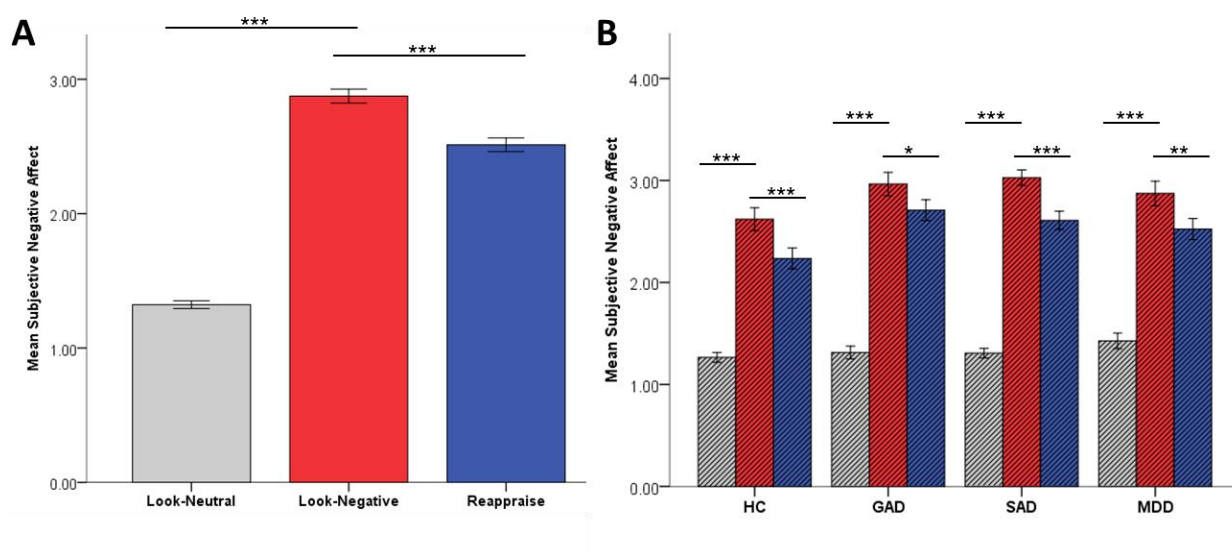 A
***
***
Mean Subjective Negative Affect
3.00
2.00
1.00
0.00
Look-Neutral Look-Negative Reappraise
B
Mean Subjective Negative Affect
4.00
3.00
2.00
1.00
0.00
*** *** ***
*** * *** **
***
HC GAD SAD MDD